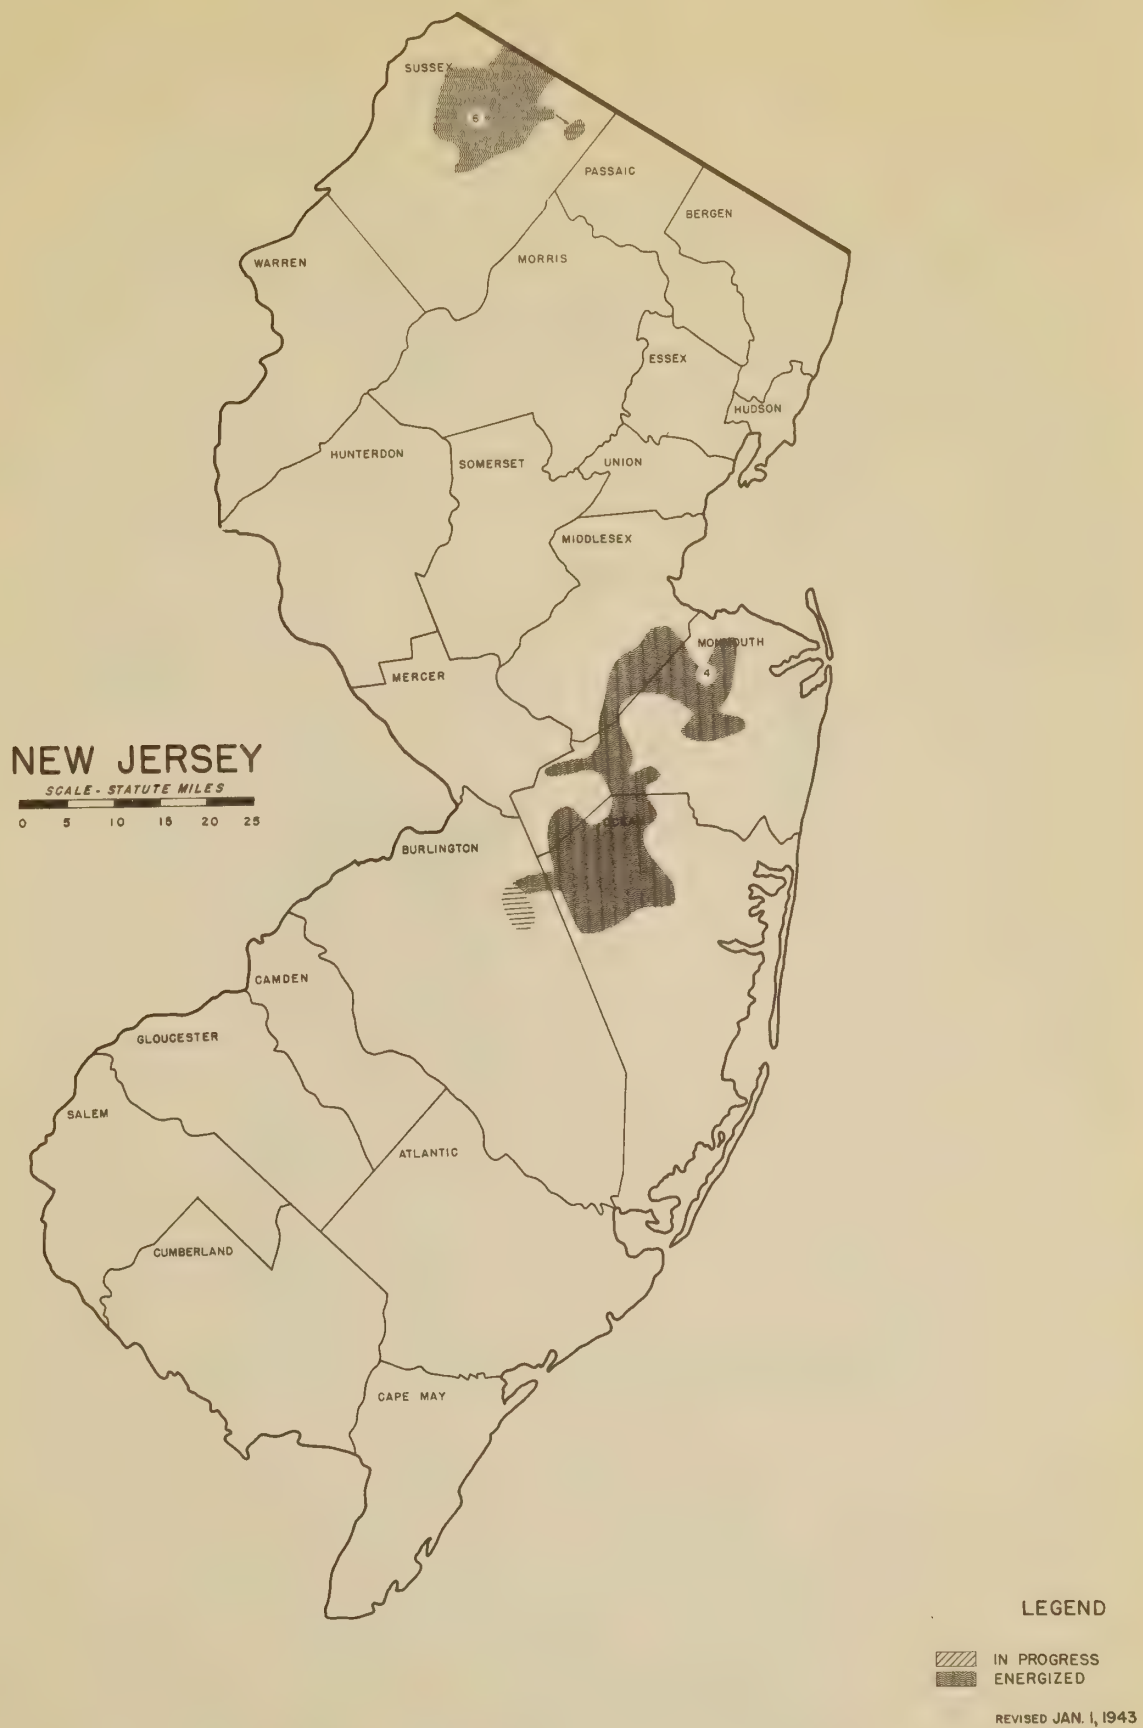 SUSSEX
6
PASSAIC
BERGEN
WARREN
MORRIS
ESSEX
HUDSON
HUNTERDON
SOMERSET
UNION
MIDDLESEX
MONMOUTH
4
MERCER
NEW JERSEY
SCALE - STATUTE MILES
0 5 10 15 20 25
OCEAN
BURLINGTON
CAMDEN
GLOUCESTER
SALEM
ATLANTIC
CUMBERLAND
CAPE MAY
LEGEND
IN PROGRESS
ENERGIZED
REVISED JAN. 1, 1943